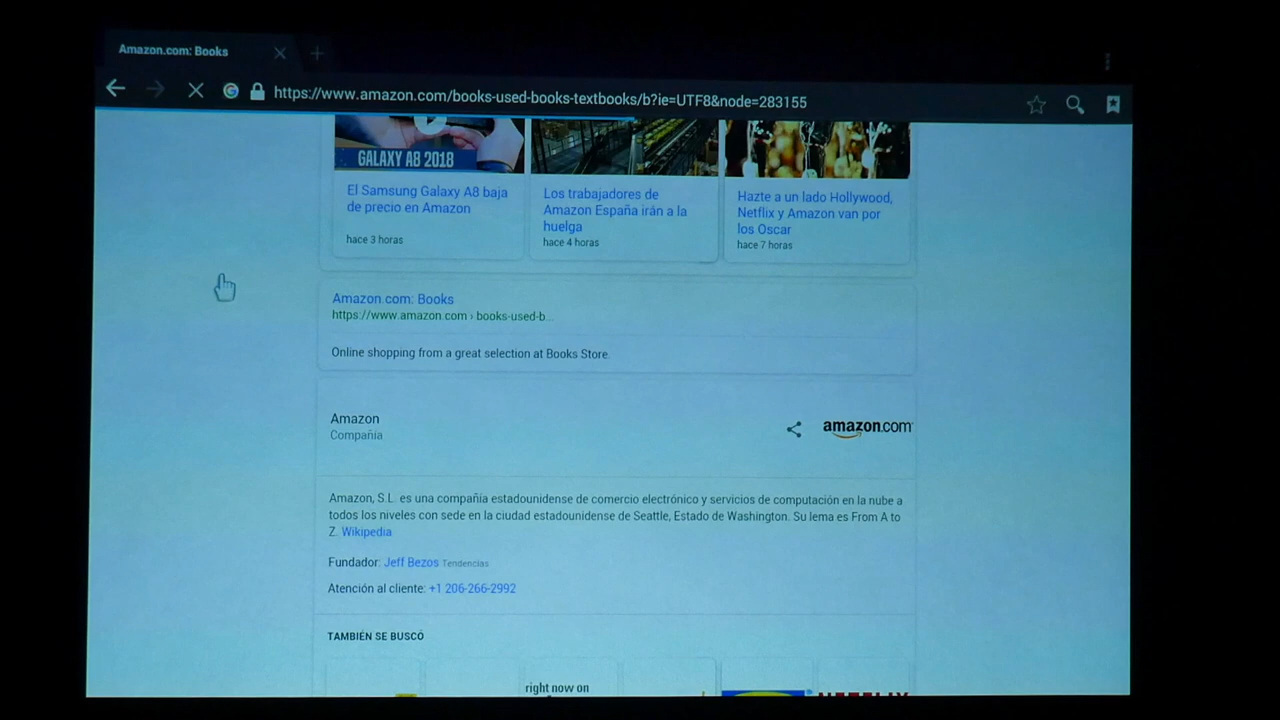 Amazon.com: Books
https://www.amazon.com/books-used-books-textbooks/b?ie=UTF8&node=283155
GALAXY A8 2018
El Samsung Galaxy A8 baja
de precio en Amazon
hace 3 horas
Los trabajadores de
Amazon España irán a la
huelga
hace 4 horas
Hazte a un lado Hollywood,
Netflix y Amazon van por
los Oscar
hace 7 horas
Amazon.com: Books
https://www.amazon.com › books-used-b...
Online shopping from a great selection at Books Store.
Amazon
Compañía
amazon.com
Amazon, S.L. es una compañía estadounidense de comercio electrónico y servicios de computación en la nube a
todos los niveles con sede en la ciudad estadounidense de Seattle, Estado de Washington. Su lema es From A to
Z. Wikipedia
Fundador: Jeff Bezos Tendencias
Atención al cliente: +1 206-266-2992
TAMBIÉN SE BUSCÓ
right now on
NETFLIX